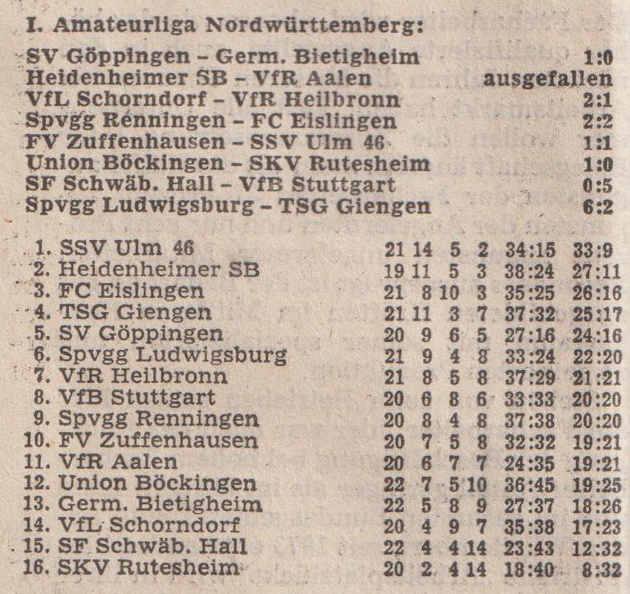 I. Amateurliga Nordwürttemberg:
SV Göppingen – Germ. Bietigheim 1:0
Heidenheimer SB – VfR Aalen ausgefallen
VfL Schorndorf – VfR Heilbronn 2:1
Spvgg Renningen – FC Eislingen 2:2
FV Zuffenhausen – SSV Ulm 46 1:1
Union Böckingen – SKV Rutesheim 1:0
SF Schwäb. Hall – VfB Stuttgart 0:5
Spvgg Ludwigsburg – TSG Giengen 6:2
1. SSV Ulm 46 21 14 5 2 34:15 33:9
2. Heidenheimer SB 19 11 5 3 38:24 27:11
3. FC Eislingen 21 8 10 3 35:25 26:16
4. TSG Giengen 21 11 3 7 37:32 25:17
5. SV Göppingen 20 9 6 5 27:16 24:16
6. Spvgg Ludwigsburg 21 9 4 8 33:24 22:20
7. VfR Heilbronn 21 8 5 8 37:29 21:21
8. VfB Stuttgart 20 6 8 6 33:33 20:20
9. Spvgg Renningen 20 8 4 8 37:38 20:20
10. FV Zuffenhausen 20 7 5 8 32:32 19:21
11. VfR Aalen 20 6 7 7 24:35 19:21
12. Union Böckingen 22 7 5 10 36:45 19:25
13. Germ. Bietigheim 22 5 8 9 27:37 18:26
14. VfL Schorndorf 20 4 9 7 35:38 17:23
15. SF Schwäb. Hall 22 4 4 14 23:43 12:32
16. SKV Rutesheim 20 2 4 14 18:40 8:32